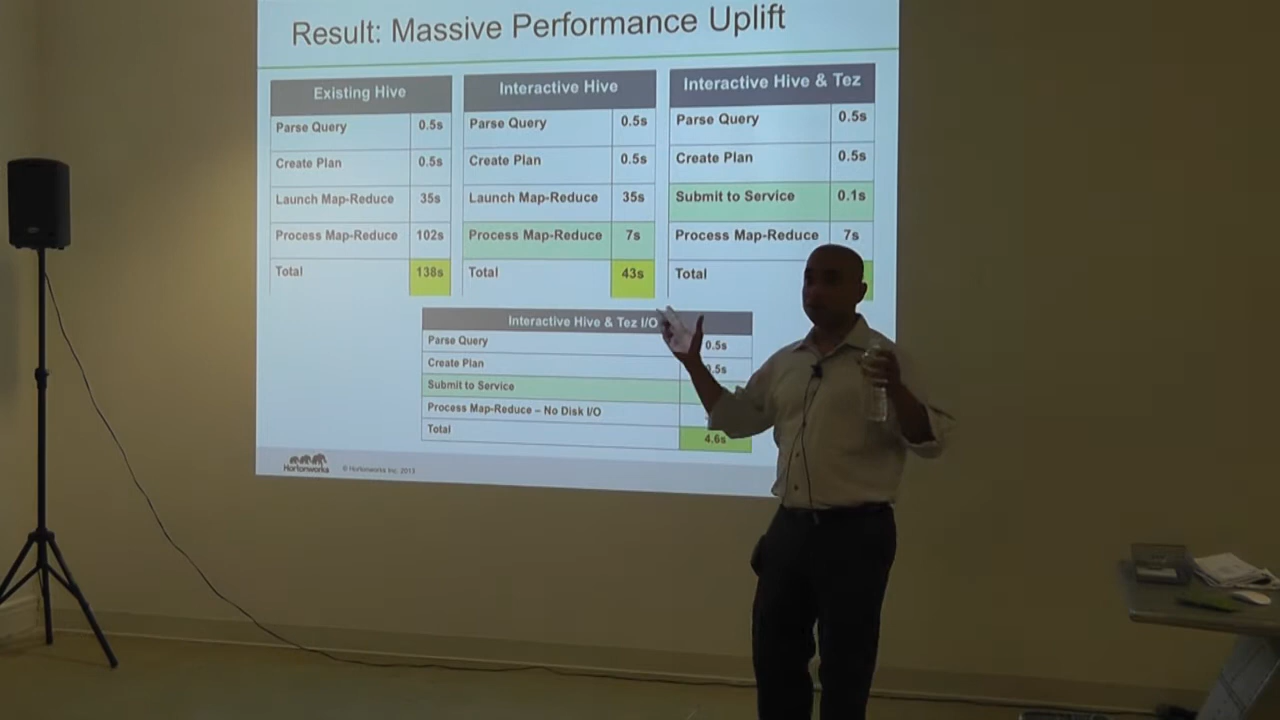 Result: Massive Performance Uplift
Existing Hive
Parse Query 0.5s
Create Plan 0.5s
Launch Map-Reduce 35s
Process Map-Reduce 102s
Total 138s
Interactive Hive
Parse Query 0.5s
Create Plan 0.5s
Launch Map-Reduce 35s
Process Map-Reduce 7s
Total 43s
Interactive Hive & Tez
Parse Query 0.5s
Create Plan 0.5s
Submit to Service 0.1s
Process Map-Reduce 7s
Total
Interactive Hive & Tez I/O
Parse Query 0.5s
Create Plan .5s
Submit to Service
Process Map-Reduce – No Disk I/O
Total 4.6s
Hortonworks
© Hortonworks Inc. 2013